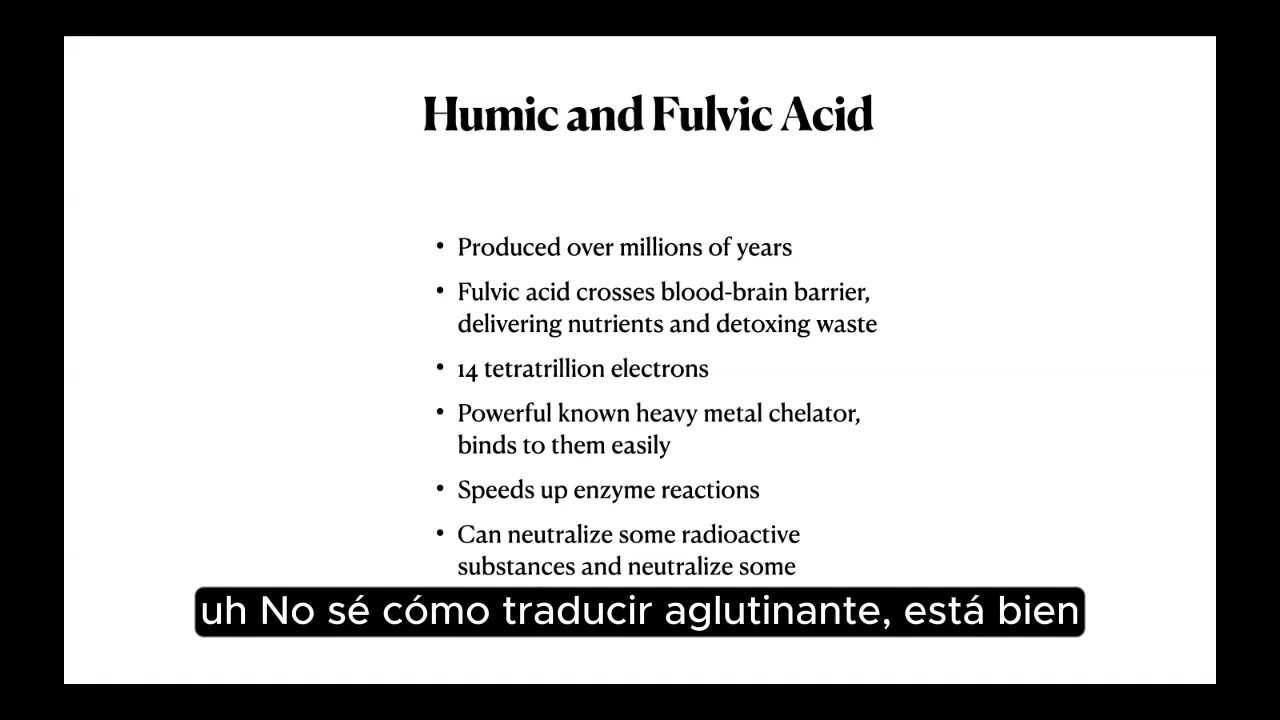 Humic and Fulvic Acid
• Produced over millions of years
• Fulvic acid crosses blood-brain barrier,
delivering nutrients and detoxing waste
• 14 tetratrillion electrons
• Powerful known heavy metal chelator,
binds to them easily
• Speeds up enzyme reactions
• Can neutralize some radioactive
substances and neutralize some
uh No sé cómo traducir aglutinante, está bien